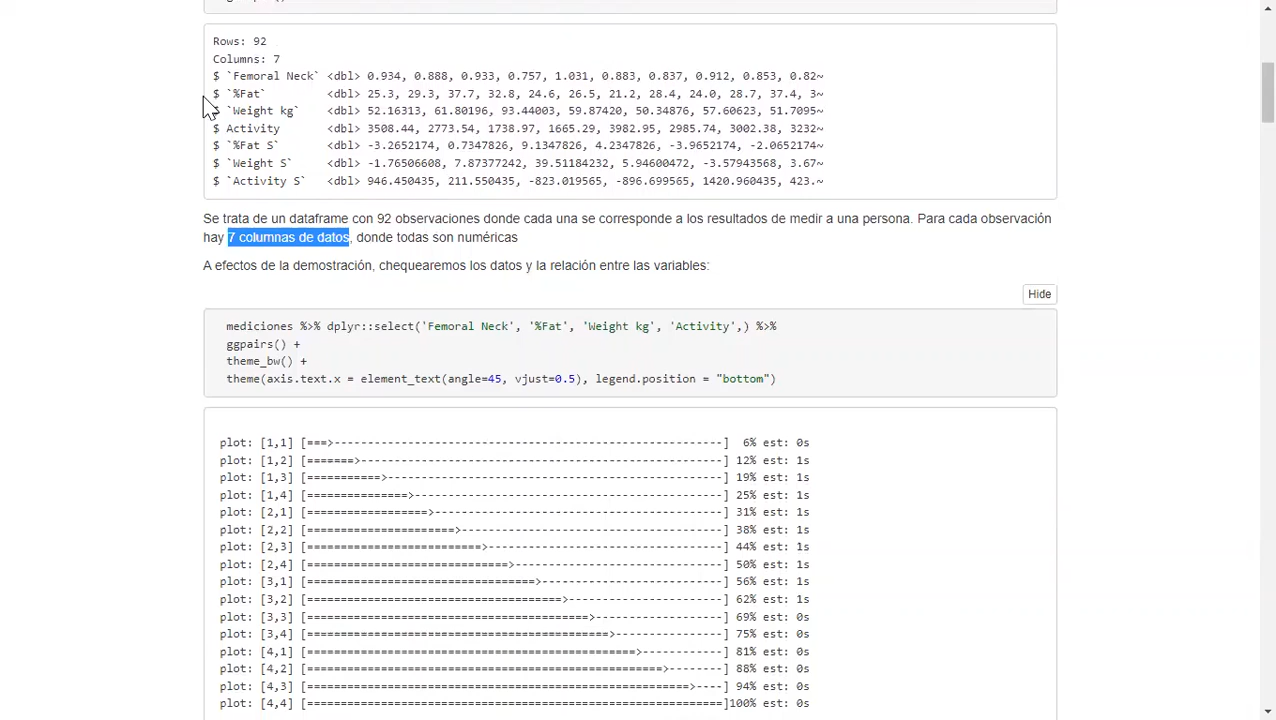 Rows: 92
Columns: 7
$ `Femoral Neck` <dbl> 0.934, 0.888, 0.933, 0.757, 1.031, 0.883, 0.837, 0.912, 0.853, 0.82~
$ `%Fat` <dbl> 25.3, 29.3, 37.7, 32.8, 24.6, 26.5, 21.2, 28.4, 24.0, 28.7, 37.4, 3~
$ `Weight kg` <dbl> 52.16313, 61.80196, 93.44003, 59.87420, 50.34876, 57.60623, 51.7095~
$ Activity <dbl> 3508.44, 2773.54, 1738.97, 1665.29, 3982.95, 2985.74, 3002.38, 3232~
$ `%Fat S` <dbl> -3.2652174, 0.7347826, 9.1347826, 4.2347826, -3.9652174, -2.0652174~
$ `Weight S` <dbl> -1.76506608, 7.87377242, 39.51184232, 5.94600472, -3.57943568, 3.67~
$ `Activity S` <dbl> 946.450435, 211.550435, -823.019565, -896.699565, 1420.960435, 423.~
Se trata de un dataframe con 92 observaciones donde cada una se corresponde a los resultados de medir a una persona. Para cada observación
hay 7 columnas de datos, donde todas son numéricas
A efectos de la demostración, chequearemos los datos y la relación entre las variables:
Hide
mediciones %>% dplyr::select('Femoral Neck', '%Fat', 'Weight kg', 'Activity',) %>%
ggpairs() +
theme_bw() +
theme(axis.text.x = element_text(angle=45, vjust=0.5), legend.position = "bottom")
plot: [1,1] [===>--------------------------------------------------] 6% est: 0s
plot: [1,2] [======>-----------------------------------------------] 12% est: 1s
plot: [1,3] [==========>-------------------------------------------] 19% est: 1s
plot: [1,4] [=============>----------------------------------------] 25% est: 1s
plot: [2,1] [================>-------------------------------------] 31% est: 1s
plot: [2,2] [===================>----------------------------------] 38% est: 1s
plot: [2,3] [=======================>------------------------------] 44% est: 1s
plot: [2,4] [==========================>---------------------------] 50% est: 1s
plot: [3,1] [=============================>------------------------] 56% est: 1s
plot: [3,2] [=================================>--------------------] 62% est: 1s
plot: [3,3] [====================================>-----------------] 69% est: 0s
plot: [3,4] [=======================================>--------------] 75% est: 0s
plot: [4,1] [===========================================>----------] 81% est: 0s
plot: [4,2] [==============================================>-------] 88% est: 0s
plot: [4,3] [=================================================>----] 94% est: 0s
plot: [4,4] [======================================================]100% est: 0s